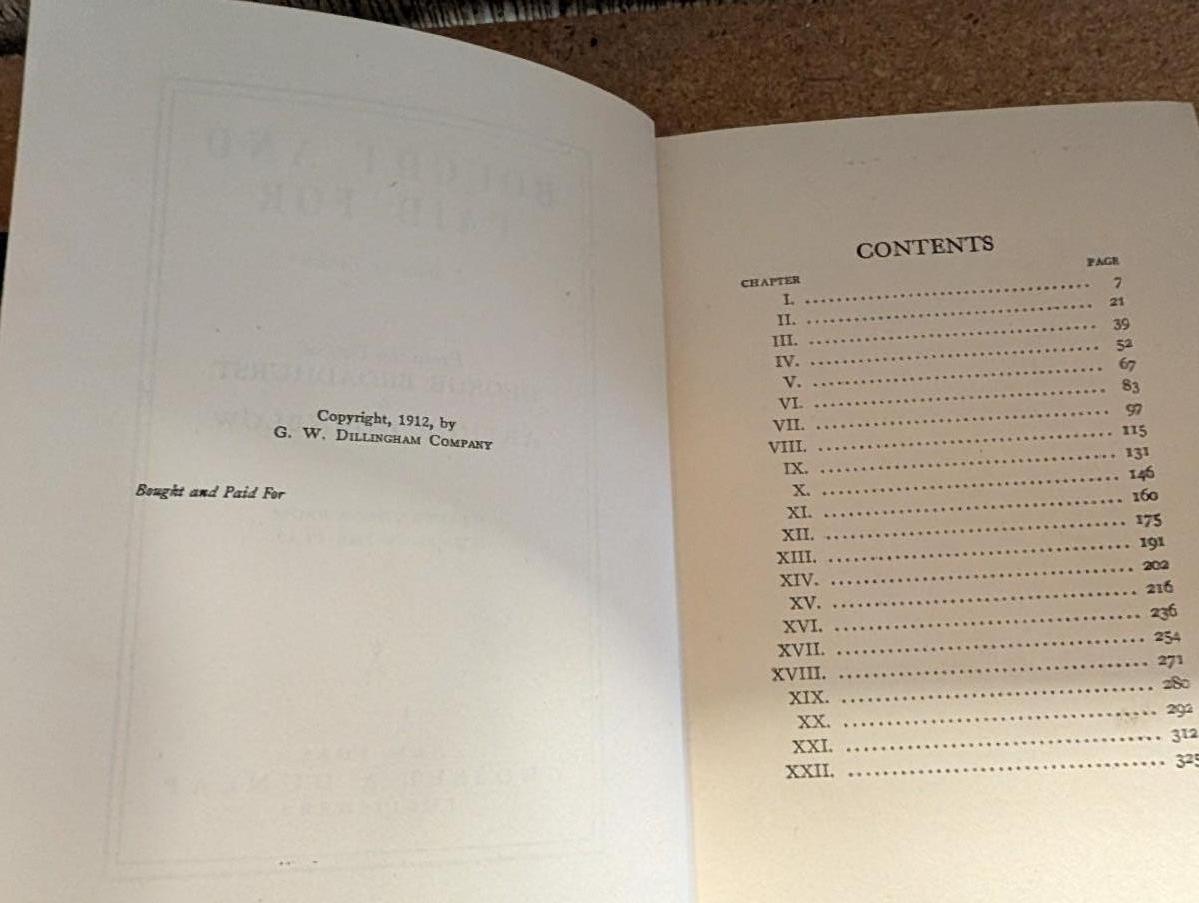 Copyright, 1912, by
G. W. DILLINGHAM COMPANY
Bought and Paid For
CONTENTS
CHAPTER PAGE
I. ........................................ 7
II. ........................................ 21
III. ........................................ 39
IV. ........................................ 52
V. ........................................ 67
VI. ........................................ 83
VII. ........................................ 97
VIII. ........................................ 115
IX. ........................................ 131
X. ........................................ 146
XI. ........................................ 160
XII. ........................................ 175
XIII. ........................................ 191
XIV. ........................................ 202
XV. ........................................ 216
XVI. ........................................ 236
XVII. ........................................ 254
XVIII. ........................................ 271
XIX. ........................................ 280
XX. ........................................ 292
XXI. ........................................ 312
XXII. ........................................ 325